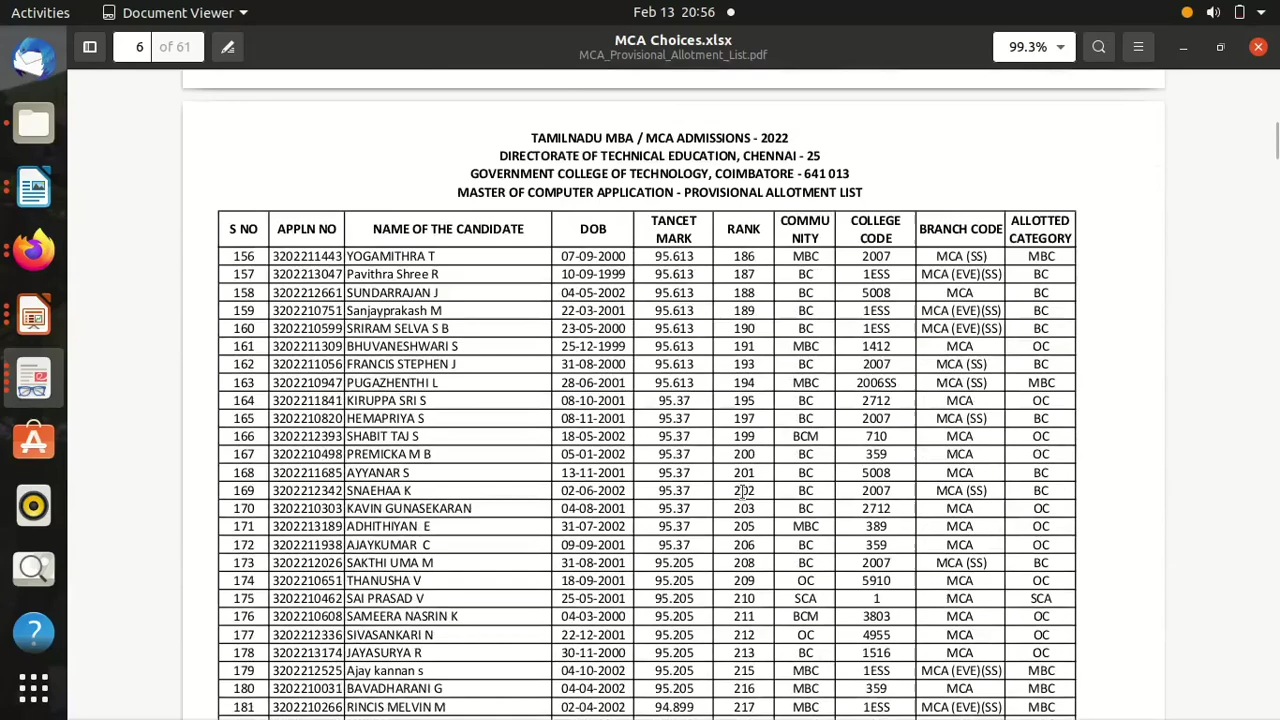 Activities Document Viewer Feb 13 20:56
6 of 61 MCA Choices.xlsx 99.3%
MCA_Provisional_Allotment_List.pdf
TAMILNADU MBA / MCA ADMISSIONS - 2022
DIRECTORATE OF TECHNICAL EDUCATION, CHENNAI - 25
GOVERNMENT COLLEGE OF TECHNOLOGY, COIMBATORE - 641 013
MASTER OF COMPUTER APPLICATION - PROVISIONAL ALLOTMENT LIST
S NO APPLN NO NAME OF THE CANDIDATE DOB TANCET MARK RANK COMMU NITY COLLEGE CODE BRANCH CODE ALLOTTED CATEGORY
156 3202211443 YOGAMITHRA T 07-09-2000 95.613 186 MBC 2007 MCA (SS) MBC
157 3202213047 Pavithra Shree R 10-09-1999 95.613 187 BC 1ESS MCA (EVE)(SS) BC
158 3202212661 SUNDARRAJAN J 04-05-2002 95.613 188 BC 5008 MCA BC
159 3202210751 Sanjayprakash M 22-03-2001 95.613 189 BC 1ESS MCA (EVE)(SS) BC
160 3202210599 SRIRAM SELVA S B 23-05-2000 95.613 190 BC 1ESS MCA (EVE)(SS) BC
161 3202211309 BHUVANESHWARI S 25-12-1999 95.613 191 MBC 1412 MCA OC
162 3202211056 FRANCIS STEPHEN J 31-08-2000 95.613 193 BC 2007 MCA (SS) BC
163 3202210947 PUGAZHENTHI L 28-06-2001 95.613 194 MBC 2006SS MCA (SS) MBC
164 3202211841 KIRUPPA SRI S 08-10-2001 95.37 195 BC 2712 MCA OC
165 3202210820 HEMAPRIYA S 08-11-2001 95.37 197 BC 2007 MCA (SS) BC
166 3202212393 SHABIT TAJ S 18-05-2002 95.37 199 BCM 710 MCA OC
167 3202210498 PREMICKA M B 05-01-2002 95.37 200 BC 359 MCA OC
168 3202211685 AYYANAR S 13-11-2001 95.37 201 BC 5008 MCA BC
169 3202212342 SNAEHAA K 02-06-2002 95.37 202 BC 2007 MCA (SS) BC
170 3202210303 KAVIN GUNASEKARAN 04-08-2001 95.37 203 BC 2712 MCA OC
171 3202213189 ADHITHIYAN E 31-07-2002 95.37 205 MBC 389 MCA OC
172 3202211938 AJAYKUMAR C 09-09-2001 95.37 206 BC 359 MCA OC
173 3202212026 SAKTHI UMA M 31-08-2001 95.205 208 BC 2007 MCA (SS) BC
174 3202210651 THANUSHA V 18-09-2001 95.205 209 OC 5910 MCA OC
175 3202210462 SAI PRASAD V 25-05-2001 95.205 210 SCA 1 MCA SCA
176 3202210608 SAMEERA NASRIN K 04-03-2000 95.205 211 BCM 3803 MCA OC
177 3202212336 SIVASANKARI N 22-12-2001 95.205 212 OC 4955 MCA OC
178 3202213174 JAYASURYA R 30-11-2000 95.205 213 BC 1516 MCA OC
179 3202212525 Ajay kannan s 04-10-2002 95.205 215 MBC 1ESS MCA (EVE)(SS) MBC
180 3202210031 BAVADHARANI G 04-04-2002 95.205 216 MBC 359 MCA MBC
181 3202210266 RINCIS MELVIN M 02-04-2002 94.899 217 MBC 1ESS MCA (EVE)(SS) MBC